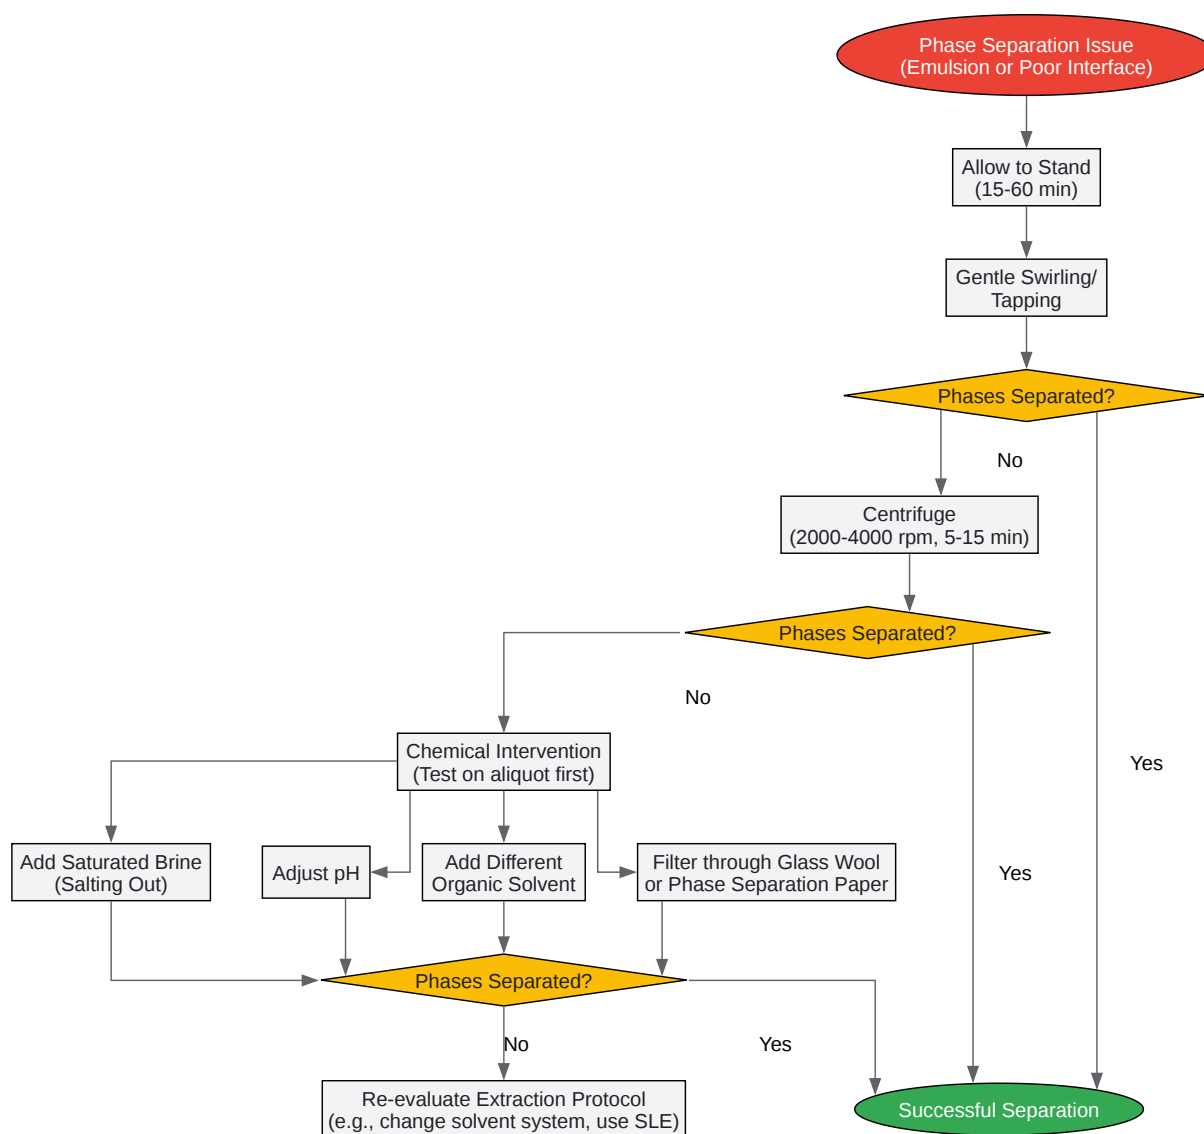 Phase Separation Issue
(Emulsion or Poor Interface)
Allow to Stand
(15-60 min)
Gentle Swirling/
Tapping
Phases Separated?
No
Centrifuge
(2000-4000 rpm, 5-15 min)
Phases Separated?
No
Chemical Intervention
(Test on aliquot first)
Yes
Add Saturated Brine
(Salting Out)
Adjust pH
Add Different
Organic Solvent
Filter through Glass Wool
or Phase Separation Paper
Yes
Phases Separated?
No
Yes
Re-evaluate Extraction Protocol
(e.g., change solvent system, use SLE)
Successful Separation